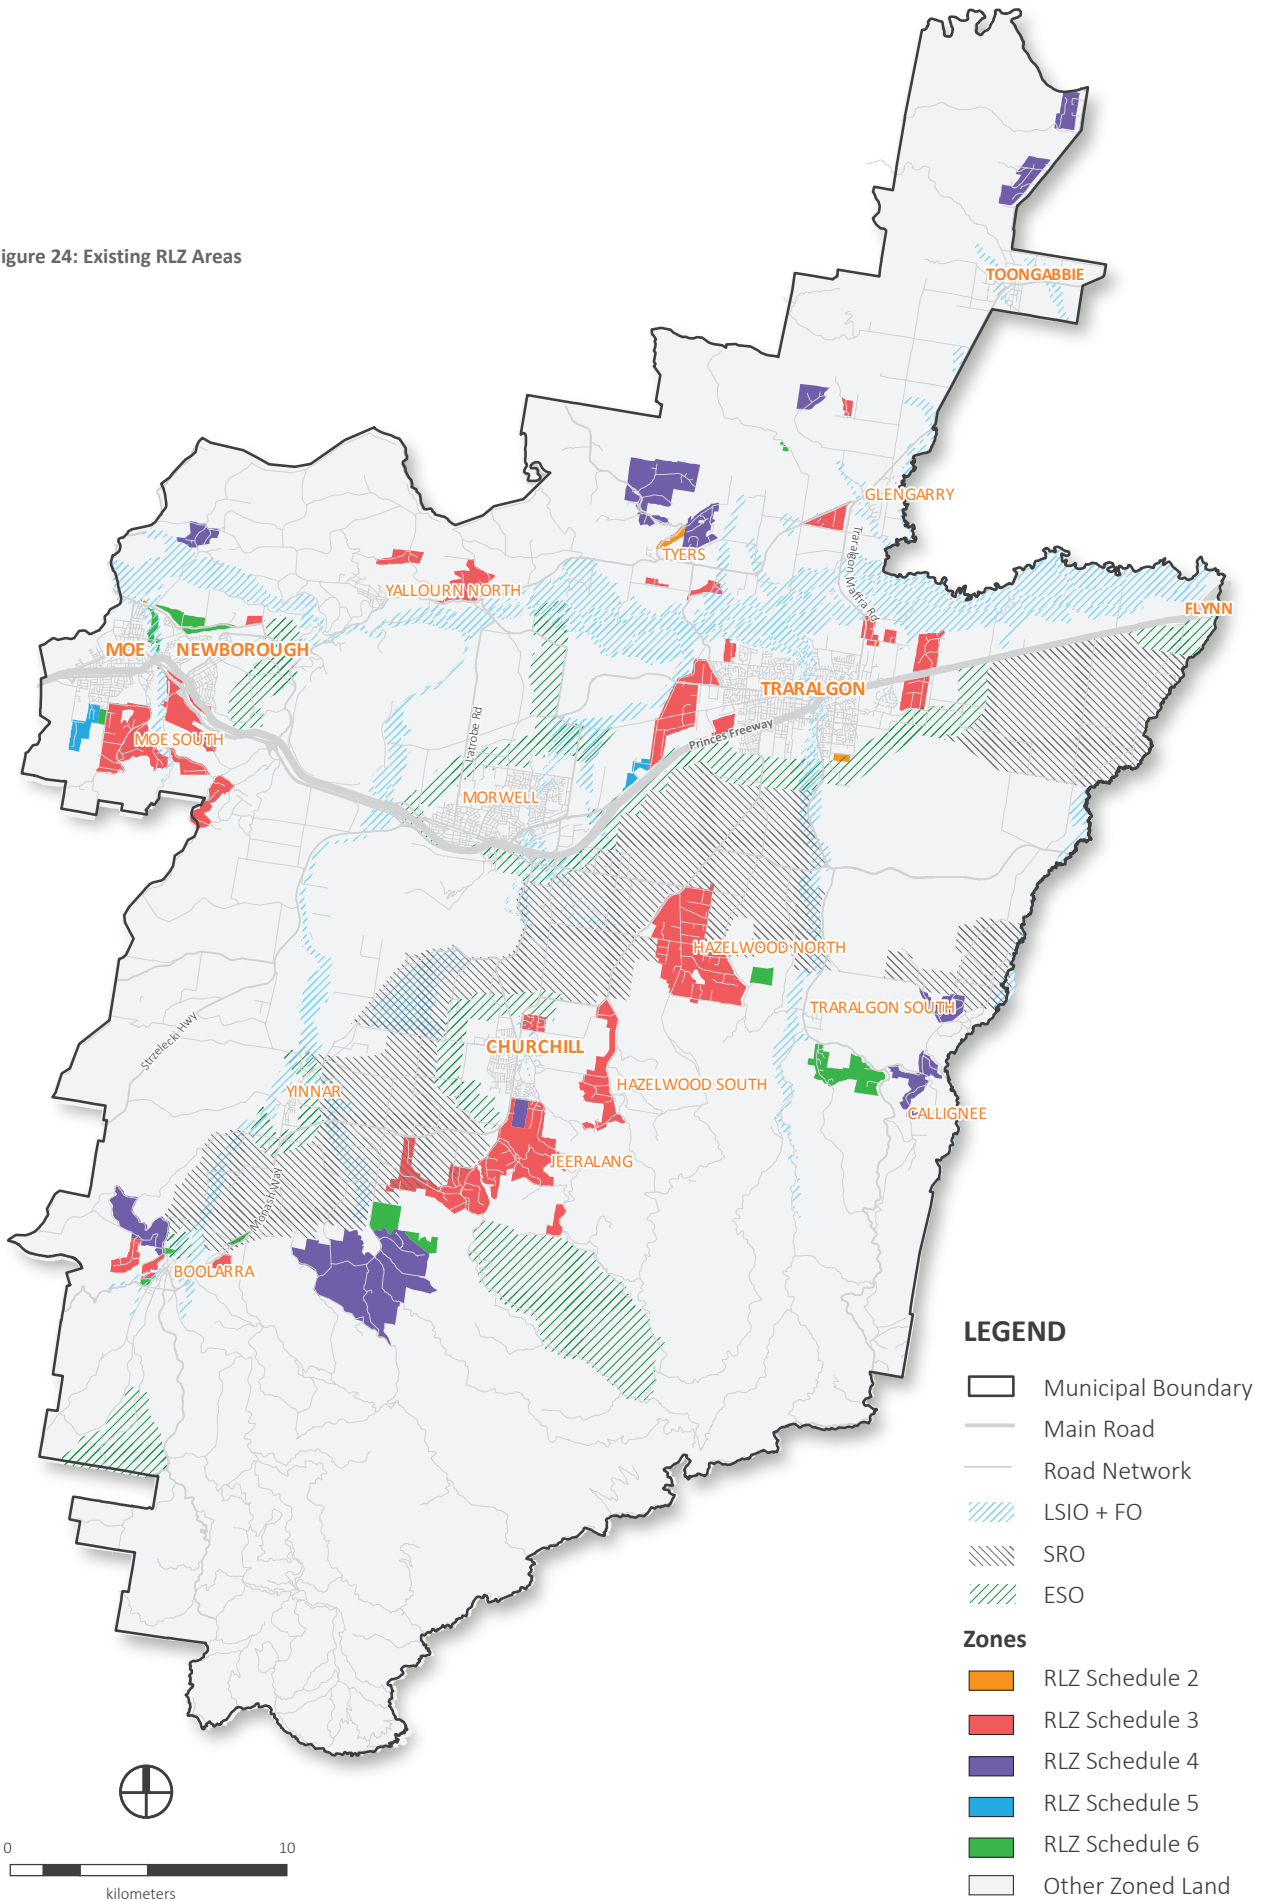 igure 24: Existing RLZ Areas
TOONGABBIE
GLENGARRY
Traralgon Maffra Rd
TYERS
YALLOURN NORTH
FLYNN
MOE
NEWBOROUGH
TRARALGON
Latrobe Rd
Princes Freeway
MOE SOUTH
MORWELL
HAZELWOOD NORTH
TRARALGON SOUTH
Strzelecki Hwy
CHURCHILL
HAZELWOOD SOUTH
YINNAR
CALLIGNEE
JEERALANG
Monash Way
BOOLARRA
LEGEND
Municipal Boundary
Main Road
Road Network
LSIO + FO
SRO
ESO
Zones
RLZ Schedule 2
RLZ Schedule 3
RLZ Schedule 4
RLZ Schedule 5
RLZ Schedule 6
Other Zoned Land
0 10
kilometers